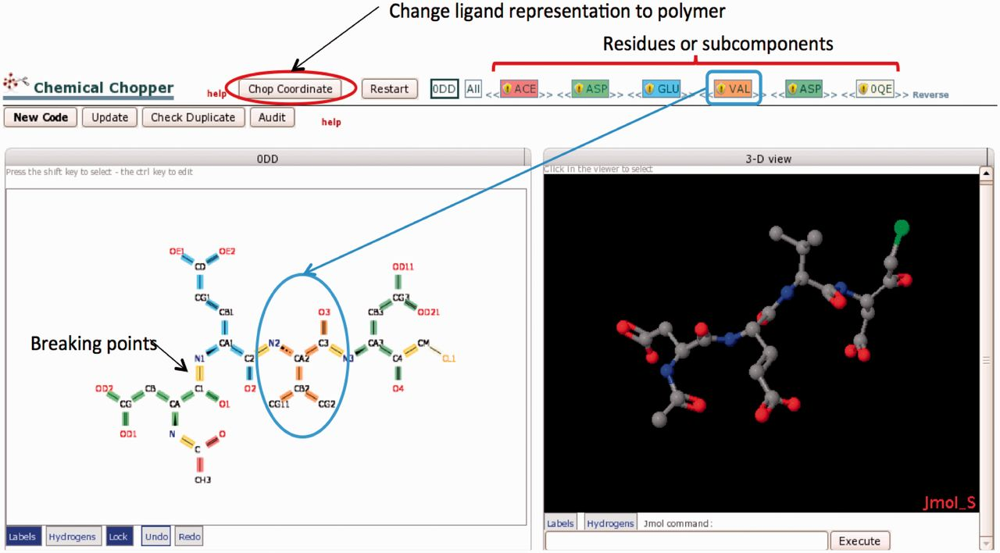 Change ligand representation to polymer
Residues or subcomponents
Chemical Chopper
help
Chop Coordinate
Restart
0DD
All
<< ACE >> << ASP >> << GLU >> << VAL >> << ASP >> << 0QE >> Reverse
New Code
Update
Check Duplicate
Audit
help
0DD
Press the shift key to select - the ctrl key to edit
OE1
OE2
CD
CG1
CB1
Breaking points
N1
CA1
C2
O2
N2
CA2
O3
C3
CB2
CG11
CG2
N3
CA3
CB3
CG3
OD11
OD21
C4
O4
CM
CL1
OD2
CG
CB
OD1
CA
C1
O1
N
C
O
CH3
Labels
Hydrogens
Lock
Undo
Redo
3-D view
Click in the viewer to select
Jmol_S
Labels
Hydrogens
Jmol command:
Execute